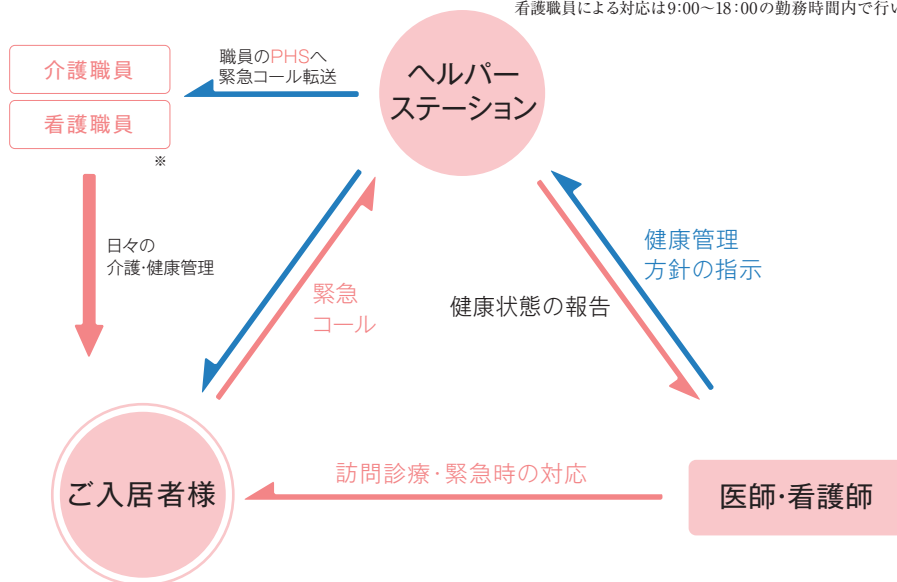 看護職員による対応は9:00〜18:00の勤務時間内で行い
介護職員
看護職員
※
職員のPHSへ
緊急コール転送
ヘルパー
ステーション
日々の
介護・健康管理
緊急
コール
健康状態の報告
健康管理
方針の指示
ご入居者様
訪問診療・緊急時の対応
医師・看護師